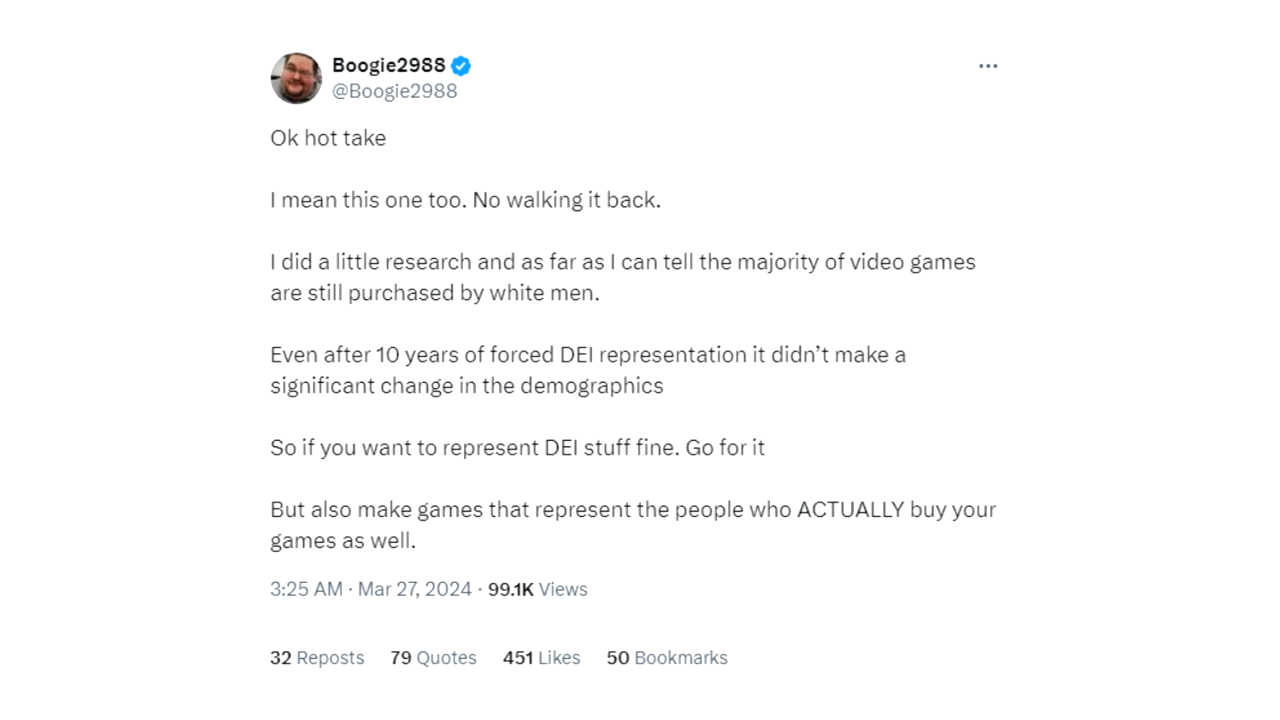 Boogie2988
@Boogie2988
Ok hot take
I mean this one too. No walking it back.
I did a little research and as far as I can tell the majority of video games
are still purchased by white men.
Even after 10 years of forced DEI representation it didn’t make a
significant change in the demographics
So if you want to represent DEI stuff fine. Go for it
But also make games that represent the people who ACTUALLY buy your
games as well.
3:25 AM · Mar 27, 2024 · 99.1K Views
32 Reposts 79 Quotes 451 Likes 50 Bookmarks